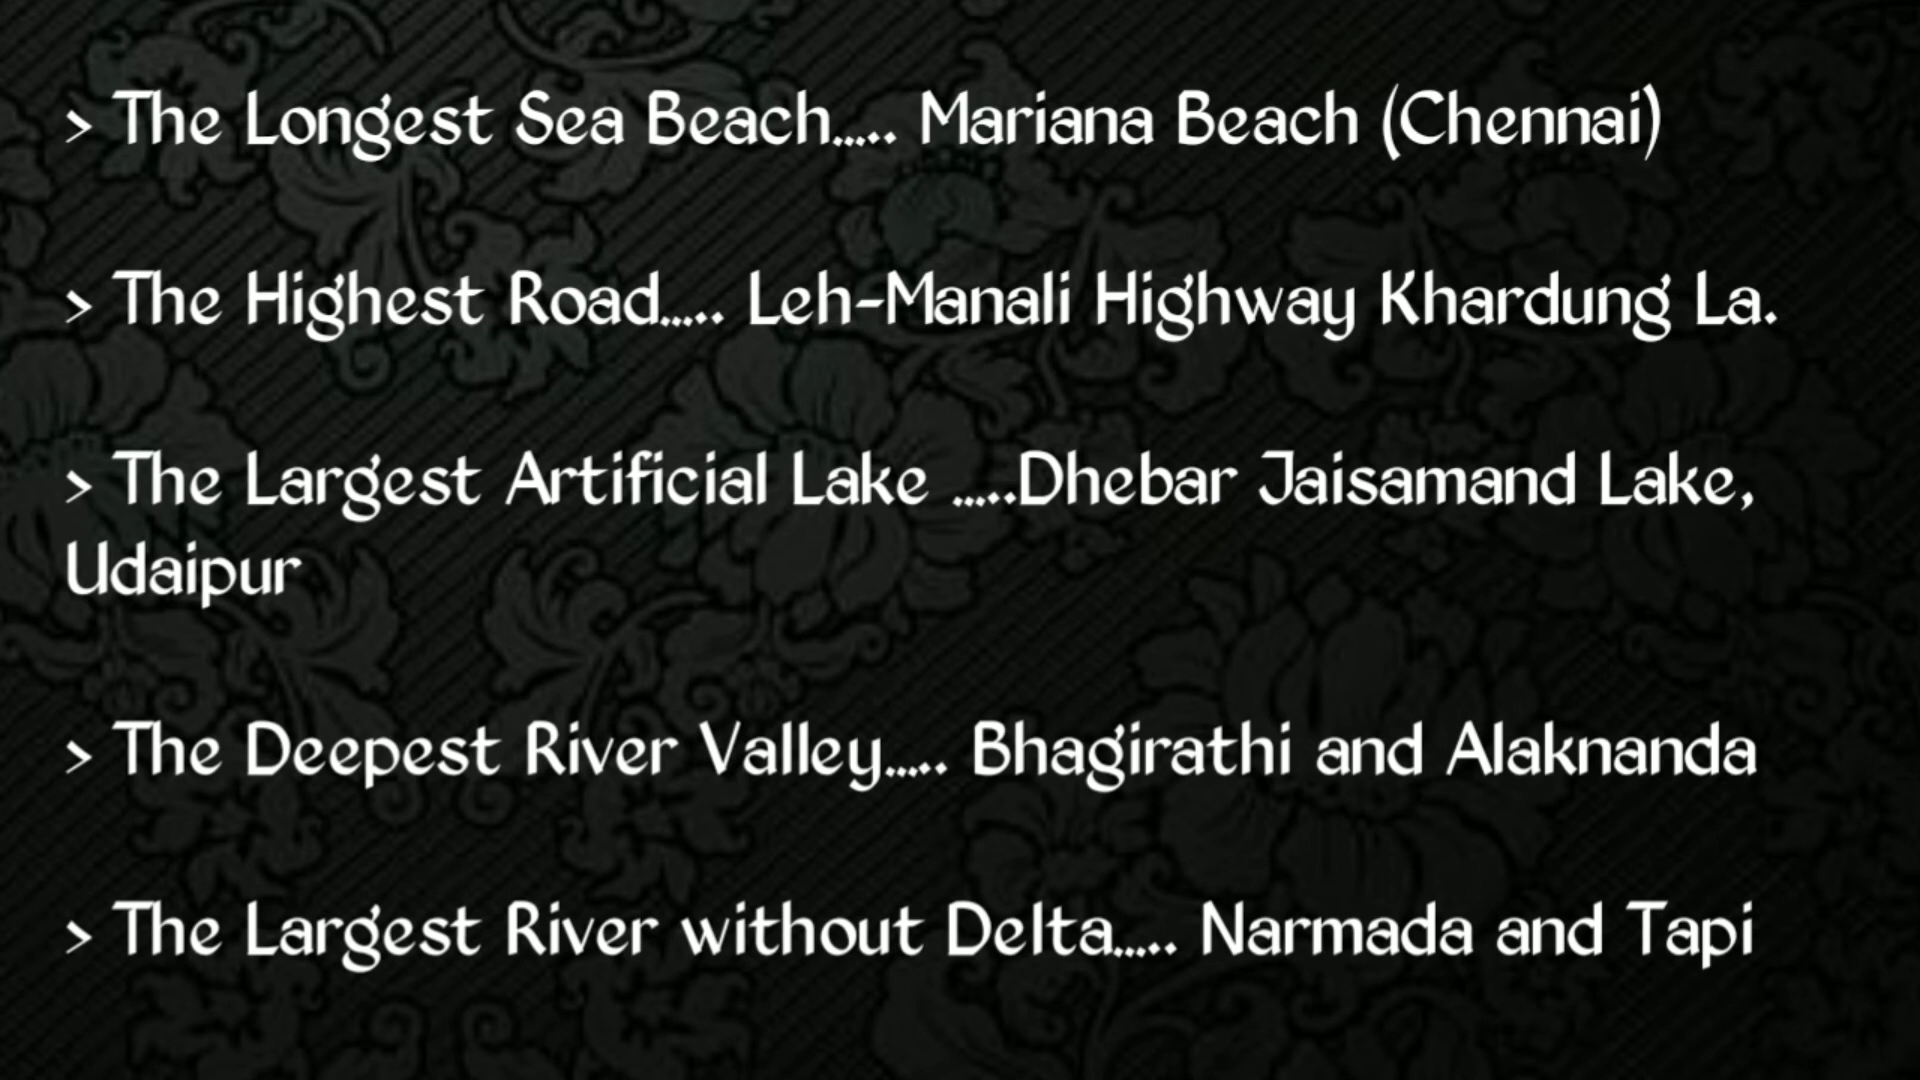 > The Longest Sea Beach..... Mariana Beach (Chennai)
> The Highest Road..... Leh-Manali Highway Khardung La.
> The Largest Artificial Lake .....Dhebar Jaisamand Lake,
Udaipur
> The Deepest River Valley..... Bhagirathi and Alaknanda
> The Largest River without Delta..... Narmada and Tapi